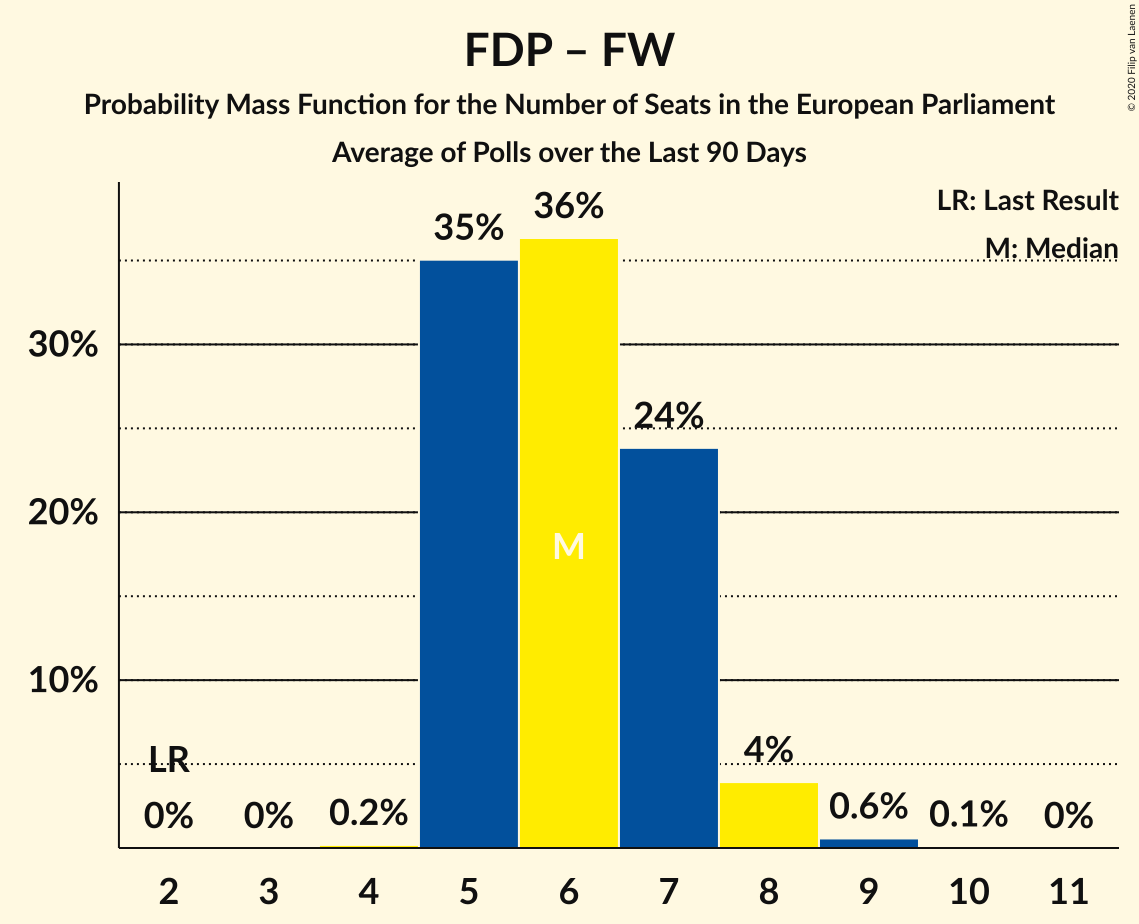 FDP – FW
Probability Mass Function for the Number of Seats in the European Parliament
Average of Polls over the Last 90 Days
© 2020 Filip van Laenen
LR: Last Result
M: Median
36%
35%
30%
24%
20%
M
10%
LR
4%
0%
0%
0.2%
0.6%
0.1%
0%
2 3 4 5 6 7 8 9 10 11